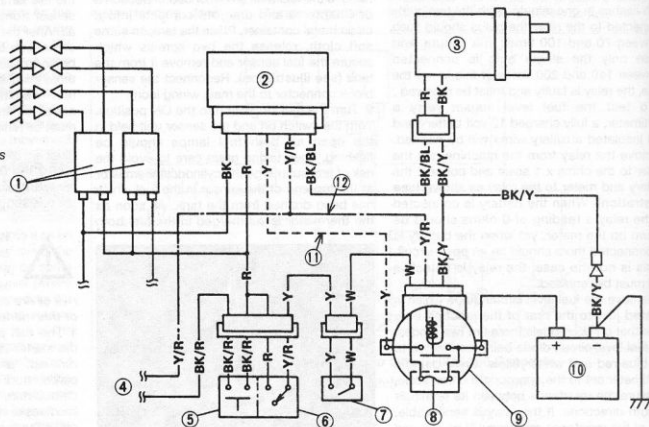 ③
②
R
BK
BK/BL
BK/Y
s
BK
R
Y
Y/R
BK/BL
①
⑫
BK/Y
⑪
Y/R
BK/Y
W
R
Y
W
Y
BK/Y
Y/R
BK/R
BK/R
BK/R
R
Y/R
Y
W
④
+
−
⑩
⑤
⑥
⑦
⑧
⑨